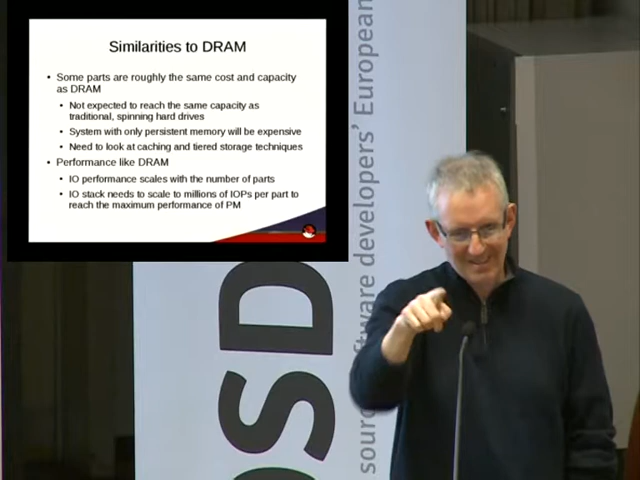 Similarities to DRAM
• Some parts are roughly the same cost and capacity
as DRAM
• Not expected to reach the same capacity as
traditional, spinning hard drives
• System with only persistent memory will be expensive
• Need to look at caching and tiered storage techniques
• Performance like DRAM
• IO performance scales with the number of parts
• IO stack needs to scale to millions of IOPs per part to
reach the maximum performance of PM
OSD
software developers' European
sourc